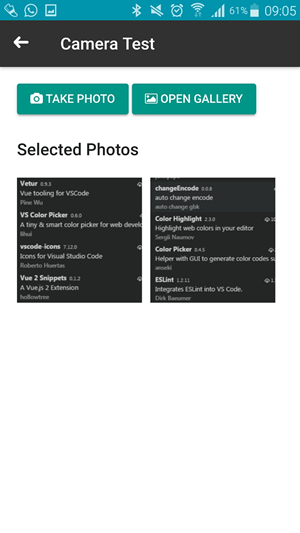 61% 09:05
Camera Test
TAKE PHOTO
OPEN GALLERY
Selected Photos
Vetur 0.9.3
Vue tooling for VSCode
Pine Wu
VS Color Picker 0.6.0
A tiny & smart color picker for web develo
lihui
vscode-icons 7.12.0
Icons for Visual Studio Code
Roberto Huertas
Vue 2 Snippets 0.1.2
A Vue.js 2 Extension
hollowtree
changeEncode 0.0.8
auto change encode
auto change gbk
Color Highlight 2.3.0
Highlight web colors in your editor
Sergii Naumov
Color Picker 0.4.5
Helper with GUI to generate color codes su
anseki
ESLint 1.2.11
Integrates ESLint into VS Code.
Dirk Baeumer